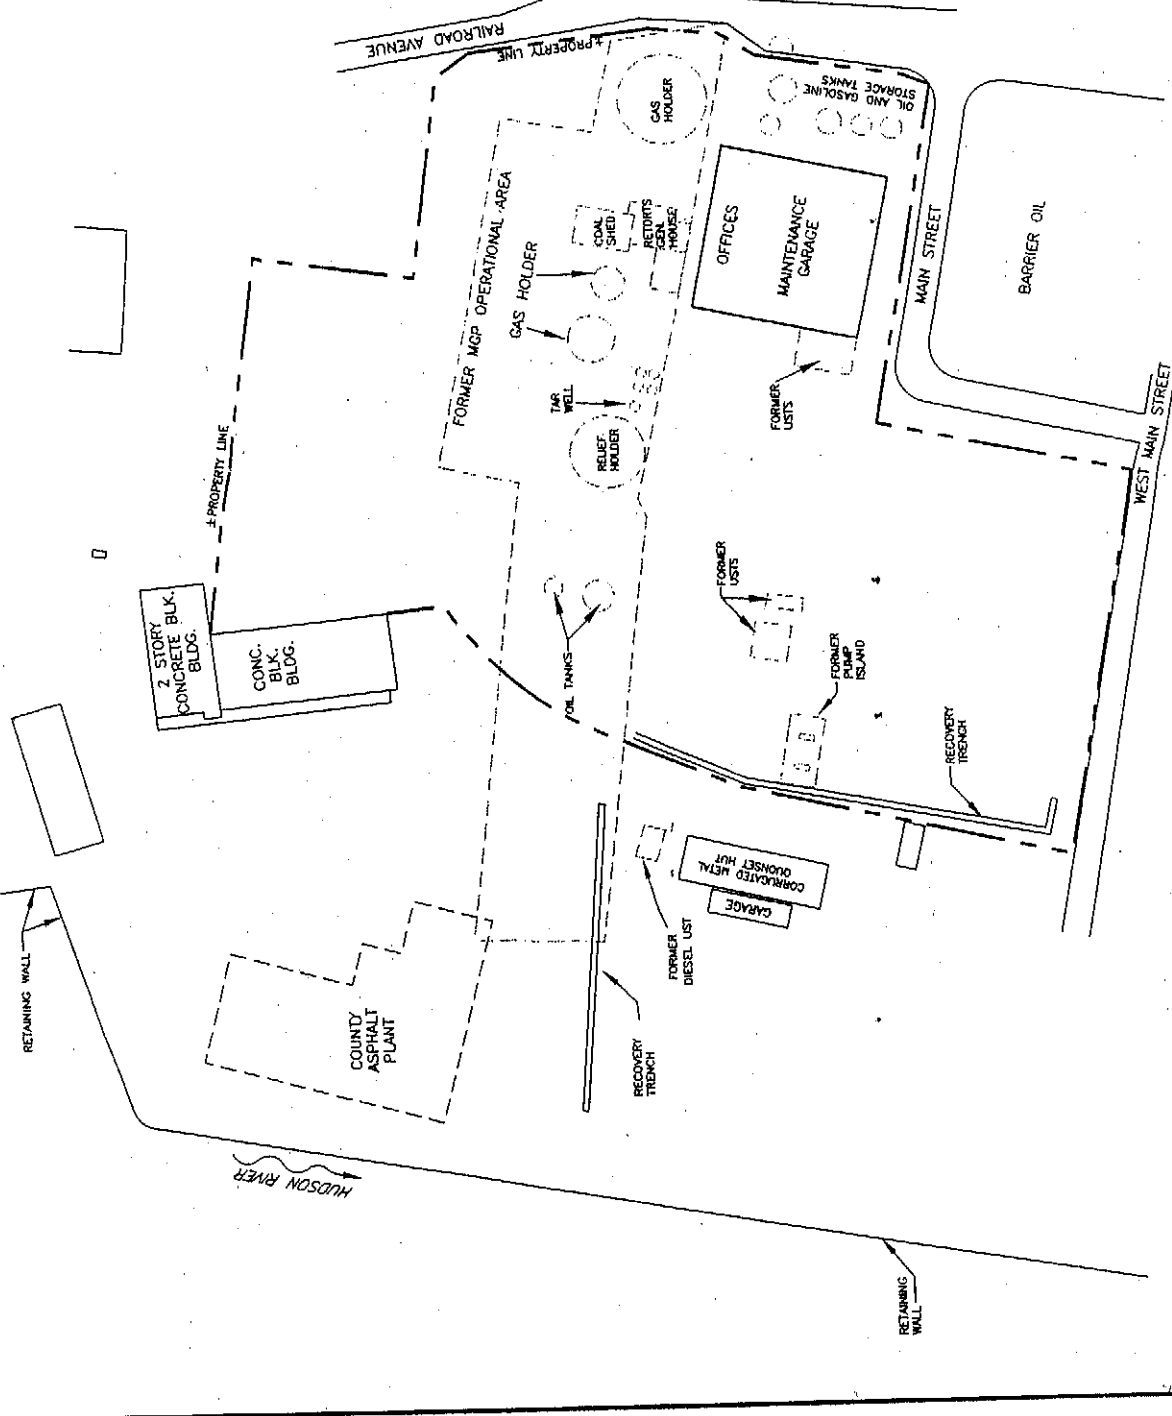 RAILROAD AVENUE
± PROPERTY LINE
OIL AND GASOLINE
STORAGE TANKS
GAS
HOLDER
FORMER MGP OPERATIONAL AREA
COAL
SHED
RETORTS
GEN.
HOUSE
GAS HOLDER
OFFICES
MAINTENANCE
GARAGE
MAIN STREET
BARRIER OIL
WEST MAIN STREET
TAR
WELL
RELIEF
HOLDER
FORMER
USTS
± PROPERTY LINE
2 STORY
CONCRETE BLK.
BLDG.
CONC.
BLK.
BLDG.
OIL TANKS
FORMER
USTS
FORMER
PUMP
ISLAND
RECOVERY
TRENCH
CORRUGATED METAL
QUONSET HUT
GARAGE
FORMER
DIESEL UST
RETAINING WALL
COUNTY
ASPHALT
PLANT
RECOVERY
TRENCH
HUDSON RIVER
RETAINING
WALL